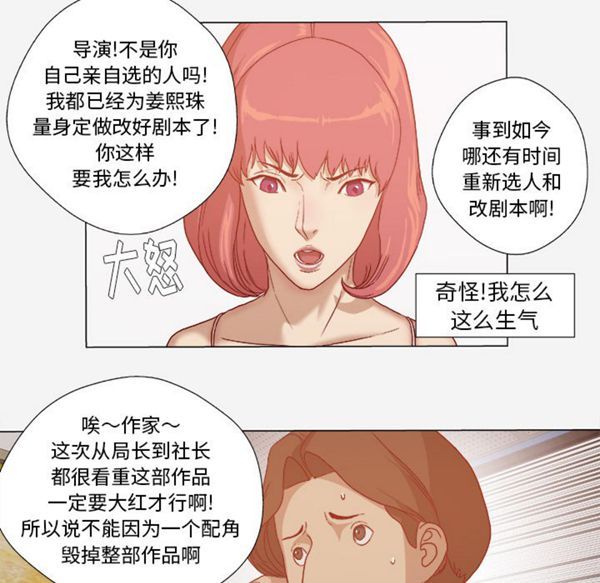 导演!不是你
自己亲自选的人吗!
我都已经为姜熙珠
量身定做改好剧本了!
你这样
要我怎么办!
事到如今
哪还有时间
重新选人和
改剧本啊!
大怒
奇怪!我怎么
这么生气
唉～作家～
这次从局长到社长
都很看重这部作品
一定要大红才行啊!
所以说不能因为一个配角
毁掉整部作品啊